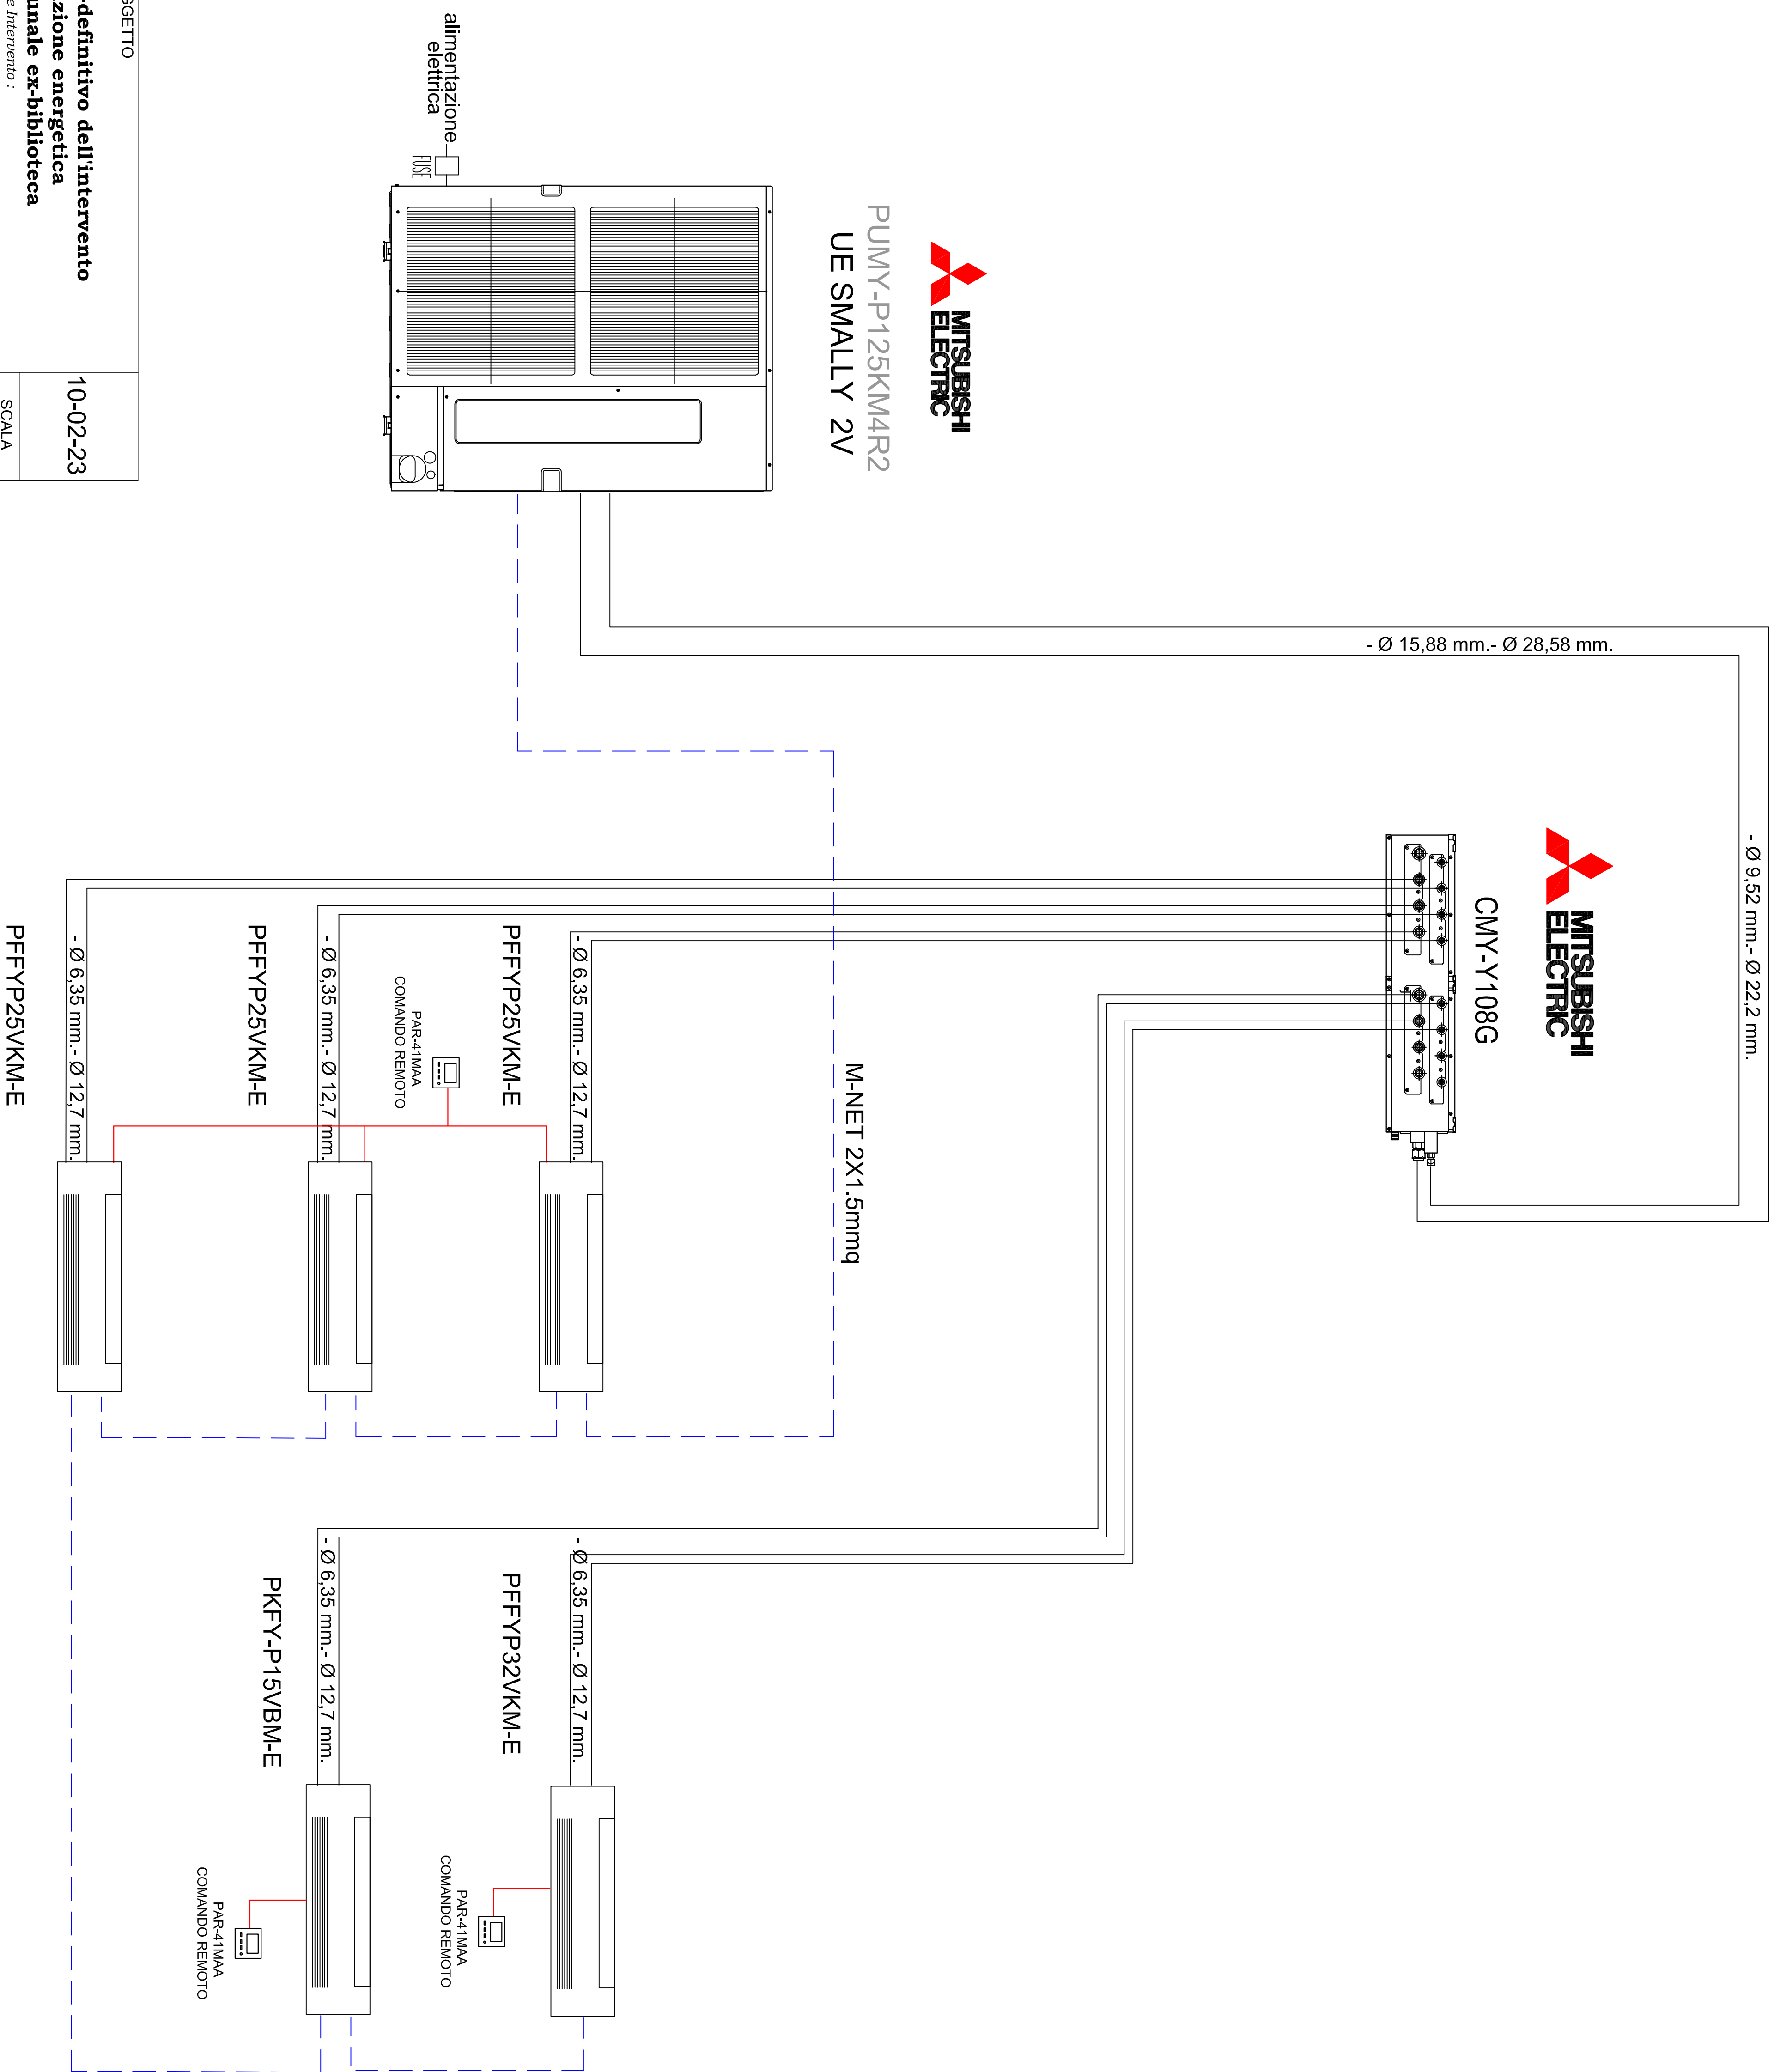 MITSUBISHI
ELECTRIC
PUMY-P125KM4R2
UE SMALLY 2V
alimentazione
elettrica
FUSE
- Ø 15,88 mm.- Ø 28,58 mm.
- Ø 9,52 mm.- Ø 22,2 mm.
MITSUBISHI
ELECTRIC
CMY-Y108G
M-NET 2X1.5mmq
- Ø 6,35 mm.- Ø 12,7 mm.
PFFYP25VKM-E
PAR-41MAA
COMANDO REMOTO
- Ø 6,35 mm.- Ø 12,7 mm.
PFFYP25VKM-E
- Ø 6,35 mm.- Ø 12,7 mm.
PFFYP25VKM-E
- Ø 6,35 mm.- Ø 12,7 mm.
PFFYP32VKM-E
PAR-41MAA
COMANDO REMOTO
- Ø 6,35 mm.- Ø 12,7 mm.
PKFY-P15VBM-E
PAR-41MAA
COMANDO REMOTO
GGETTO
-definitivo dell'intervento
zione energetica
unale ex-biblioteca
e Intervento :
10-02-23
SCALA